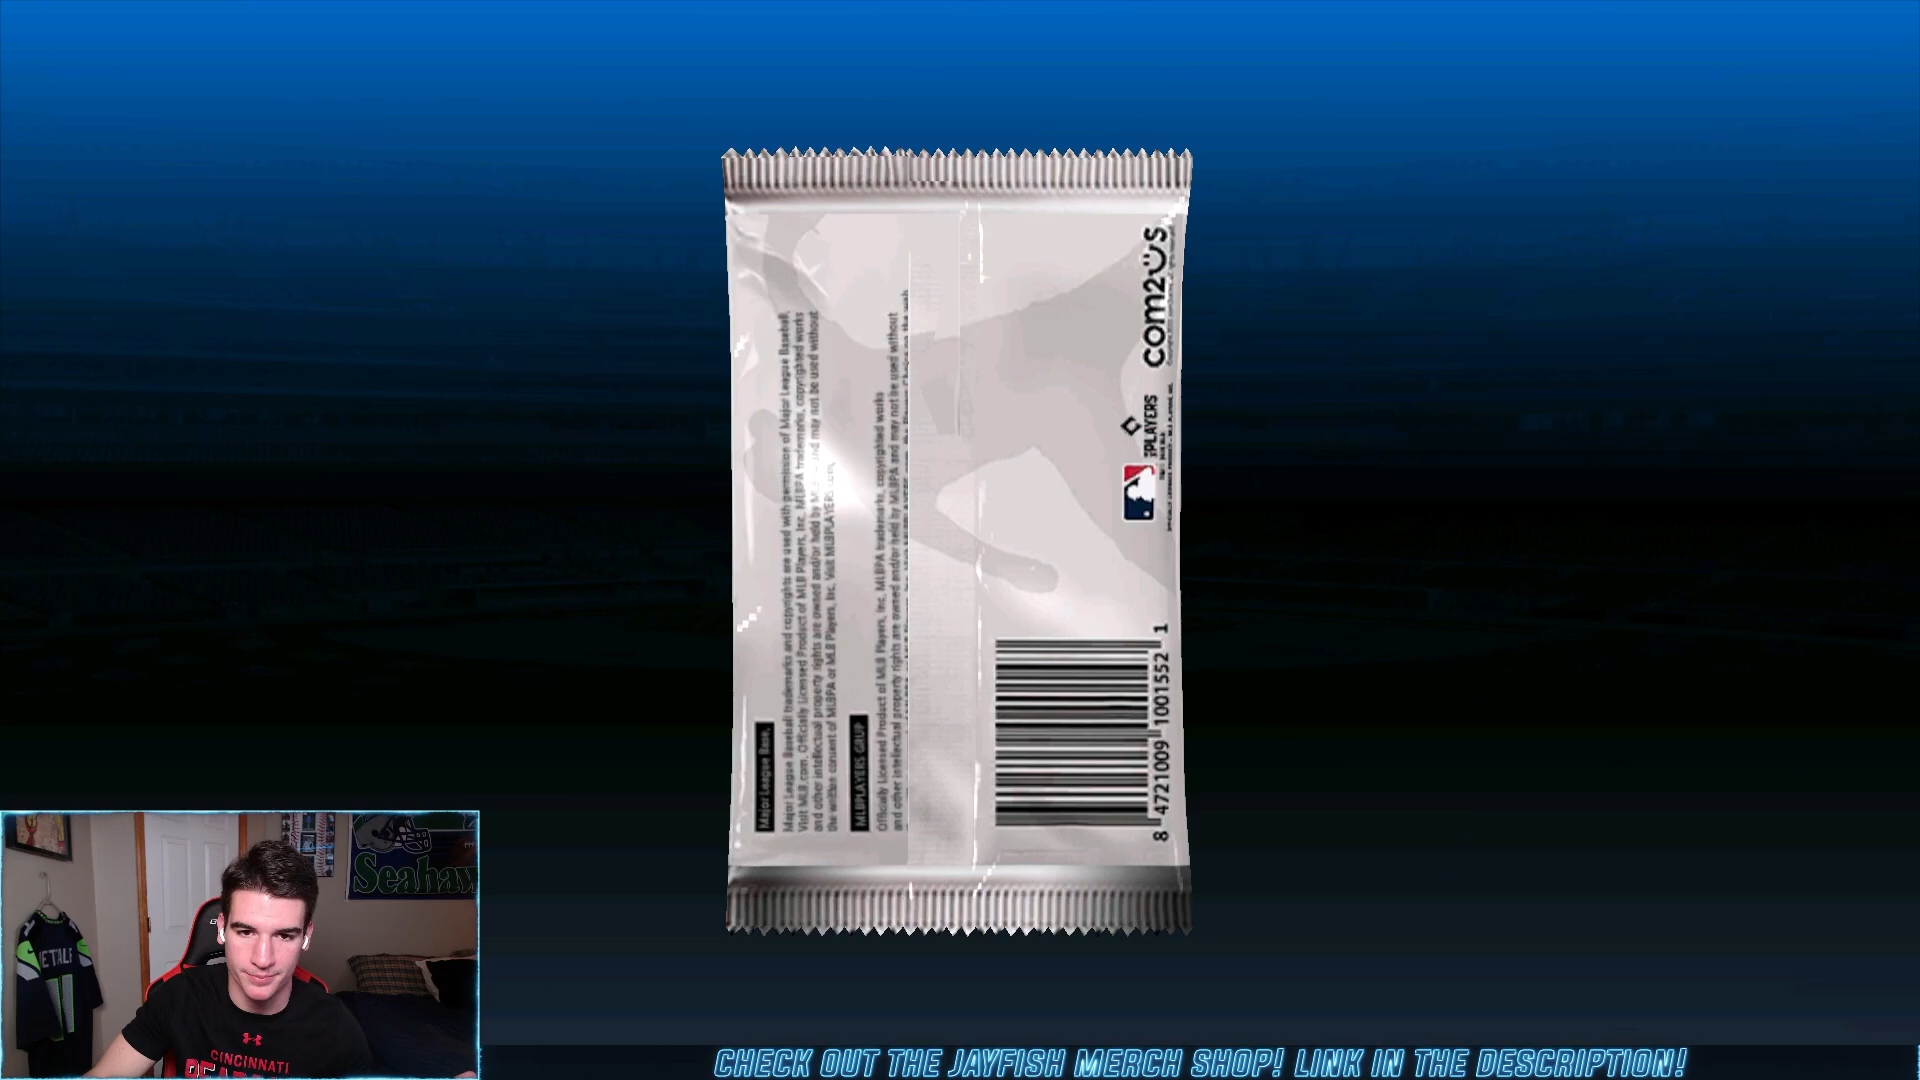 Major League Base,
Major League Baseball trademarks and copyrights are used with permission of Major League Baseball,
Visit MLB.com. Officially Licensed Product of MLB Players, Inc. MLBPA trademarks, copyrighted works
and other intellectual property rights are owned and/or held by and may not be used without
the written consent of MLBPA or MLB Players, Inc. Visit MLBPLAYERS.com,
MLBPLAYERS GRUP
Officially Licensed Product of MLB Players, Inc. MLBPA trademarks, copyrighted works
and other intellectual property rights are owned and/or held by MLBPA and may not be used without
com2us
PLAYERS
8 4721009 1001552 1
Seahaw
METALF
CINCINNATI
CHECK OUT THE JAYFISH MERCH SHOP! LINK IN THE DESCRIPTION!